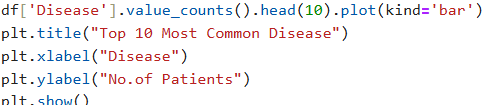 df['Disease'].value_counts().head(10).plot(kind='bar')
plt.title("Top 10 Most Common Disease")
plt.xlabel("Disease")
plt.ylabel("No.of Patients")
plt.show()